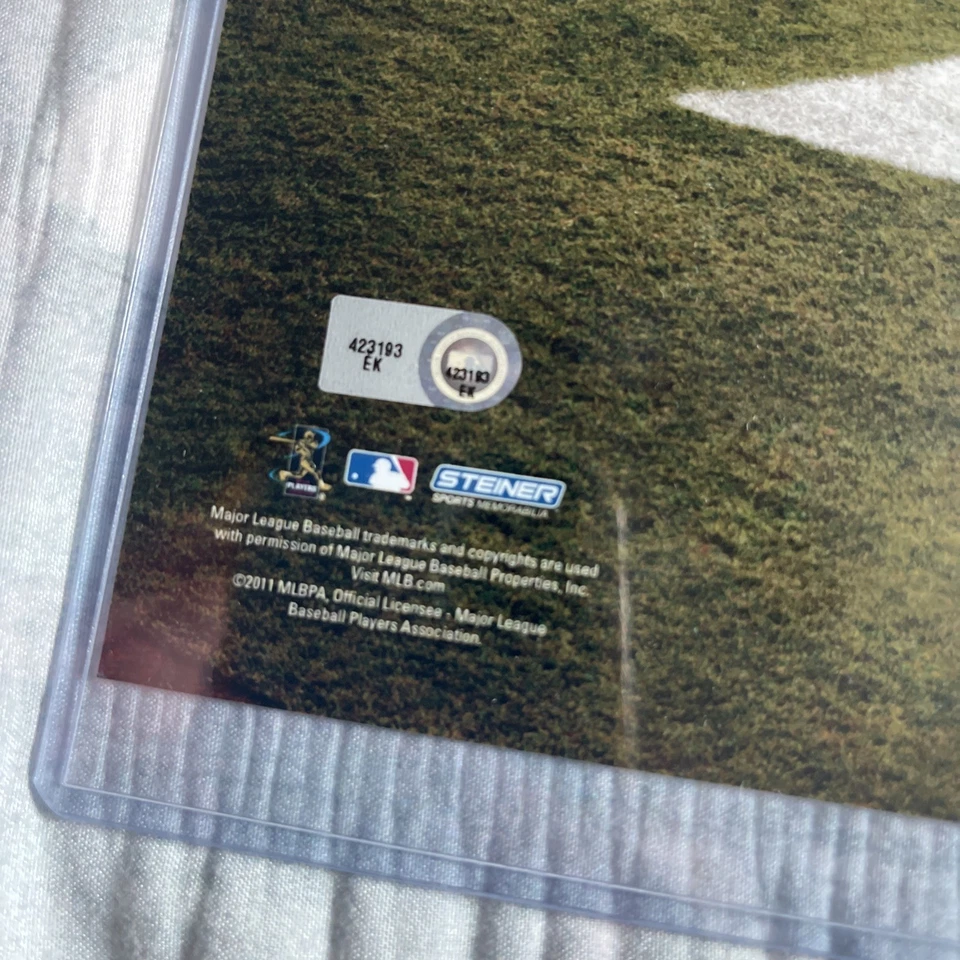 423193
EK
423193
EK
PLAYERS
STEINER
SPORTS MEMORABILIA
Major League Baseball trademarks and copyrights are used
with permission of Major League Baseball Properties, Inc.
Visit MLB.com
©2011 MLBPA, Official Licensee - Major League
Baseball Players Association.